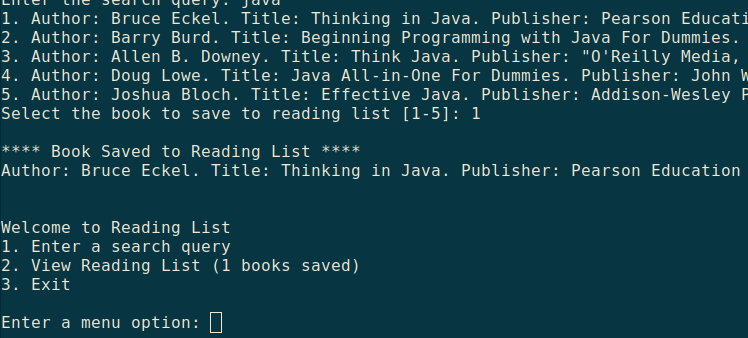 Enter the search query: java
1. Author: Bruce Eckel. Title: Thinking in Java. Publisher: Pearson Educati
2. Author: Barry Burd. Title: Beginning Programming with Java For Dummies.
3. Author: Allen B. Downey. Title: Think Java. Publisher: "O'Reilly Media,
4. Author: Doug Lowe. Title: Java All-in-One For Dummies. Publisher: John W
5. Author: Joshua Bloch. Title: Effective Java. Publisher: Addison-Wesley P
Select the book to save to reading list [1-5]: 1
**** Book Saved to Reading List ****
Author: Bruce Eckel. Title: Thinking in Java. Publisher: Pearson Education
Welcome to Reading List
1. Enter a search query
2. View Reading List (1 books saved)
3. Exit
Enter a menu option: